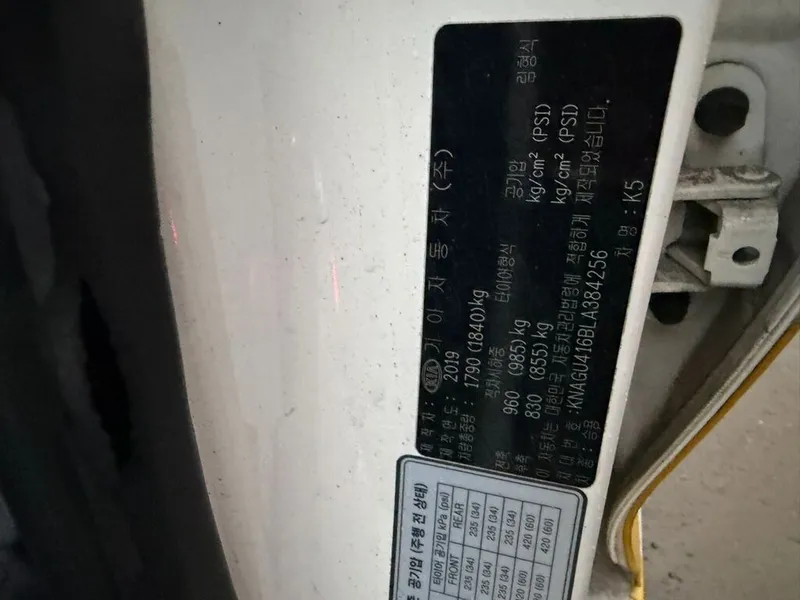 제작자 : KIA 기아자동차(주)
제작연도 : 2019
차량총중량 : 1790 (1840)kg
적차시하중 타이어형식 공기압 림형식
전축 960 (985)kg kg/cm² (PSI)
후축 830 (855)kg kg/cm² (PSI)
이 자동차는 대한민국 자동차관리법령에 적합하게 제작되었습니다.
차대번호 : KNAGU416BLA384256
차종 : 승용 차명 : K5
공기압 (주행 전 상태)
타이어 공기압 kPa (psi)
FRONT REAR
235 (34) 235 (34)
235 (34) 235 (34)
235 (34) 235 (34)
420 (60) 420 (60)
420 (60) 420 (60)